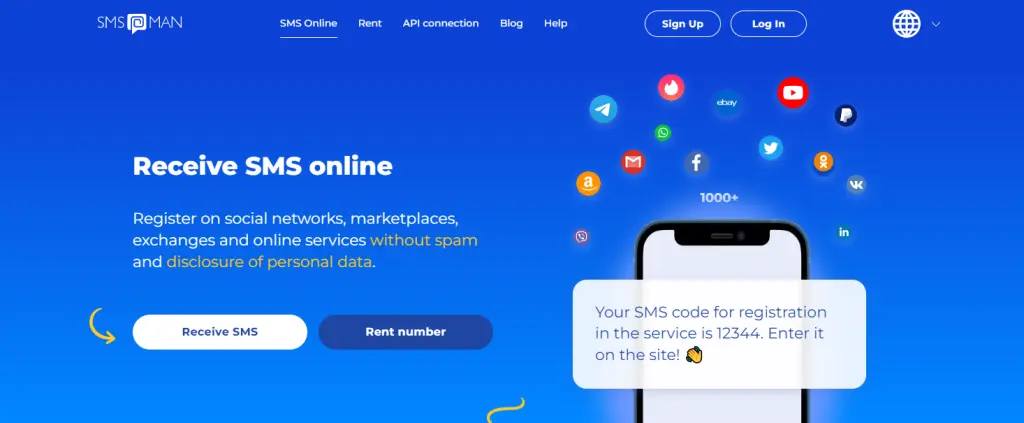 SMS MAN
SMS Online
Rent
API connection
Blog
Help
Sign Up
Log In
ebay
1000+
Receive SMS online
Register on social networks, marketplaces,
exchanges and online services without spam
and disclosure of personal data.
Receive SMS
Rent number
Your SMS code for registration
in the service is 12344. Enter it
on the site! 👏